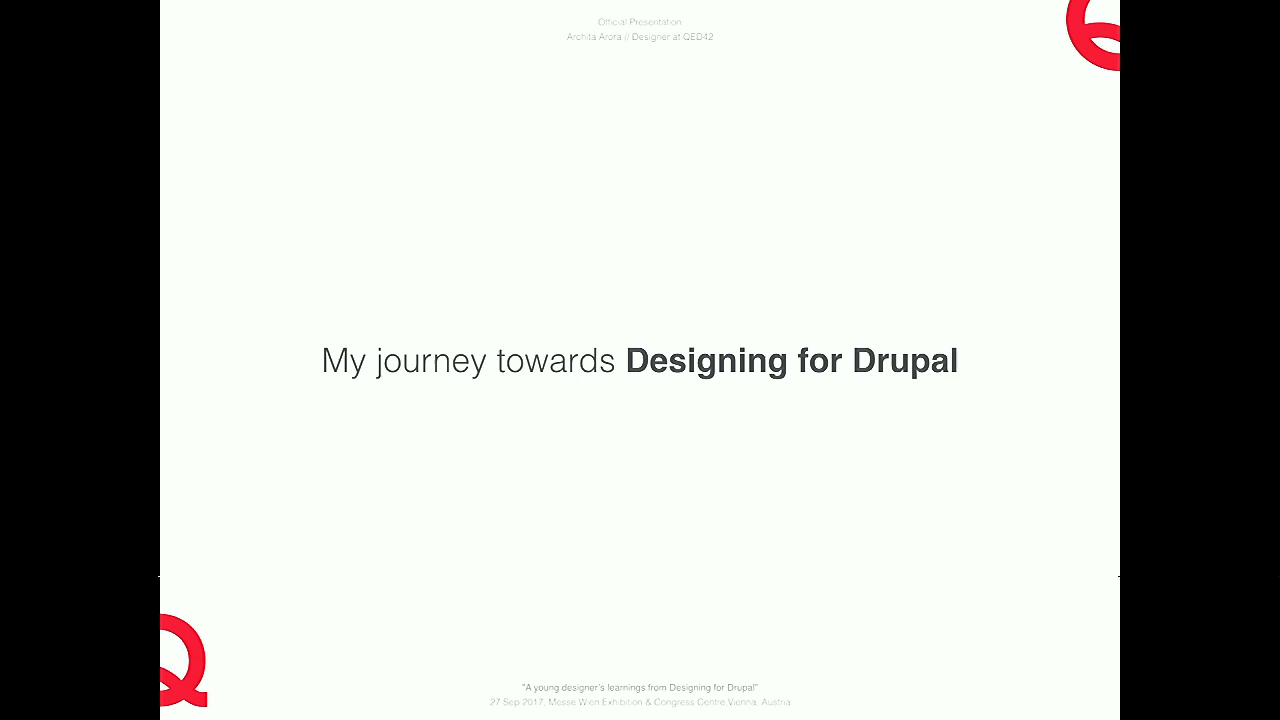 Official Presentation
Archita Arora // Designer at QED42
My journey towards Designing for Drupal
"A young designer's learnings from Designing for Drupal"
27 Sep 2017, Messe Wien Exhibition & Congress Centre,Vienna, Austria